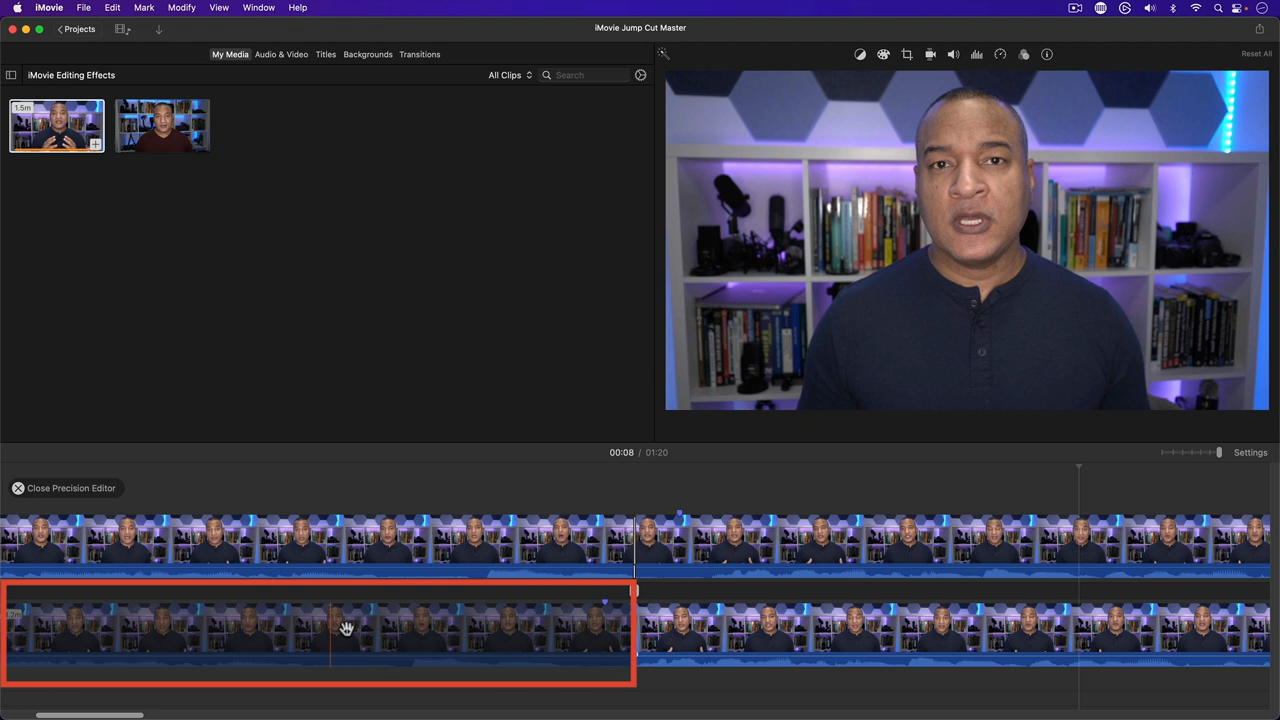 iMovie File Edit Mark Modify View Window Help
Projects
iMovie Jump Cut Master
My Media Audio & Video Titles Backgrounds Transitions
Reset All
iMovie Editing Effects
All Clips
Search
1.5m
00:08 / 01:20
Settings
Close Precision Editor